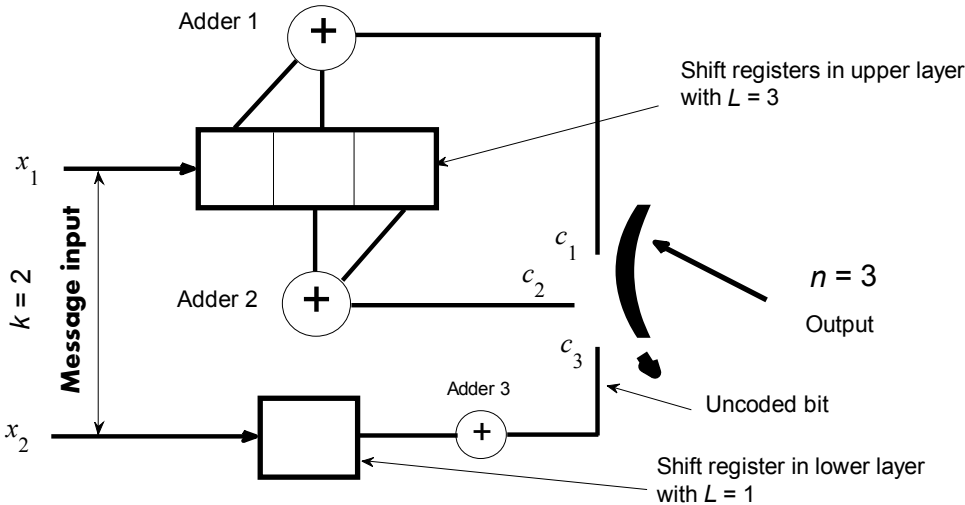 Adder 1
+
Shift registers in upper layer
with L = 3
x1
Message input
k = 2
c1
c2
Adder 2
+
n = 3
Output
c3
Adder 3
+
Uncoded bit
x2
Shift register in lower layer
with L = 1